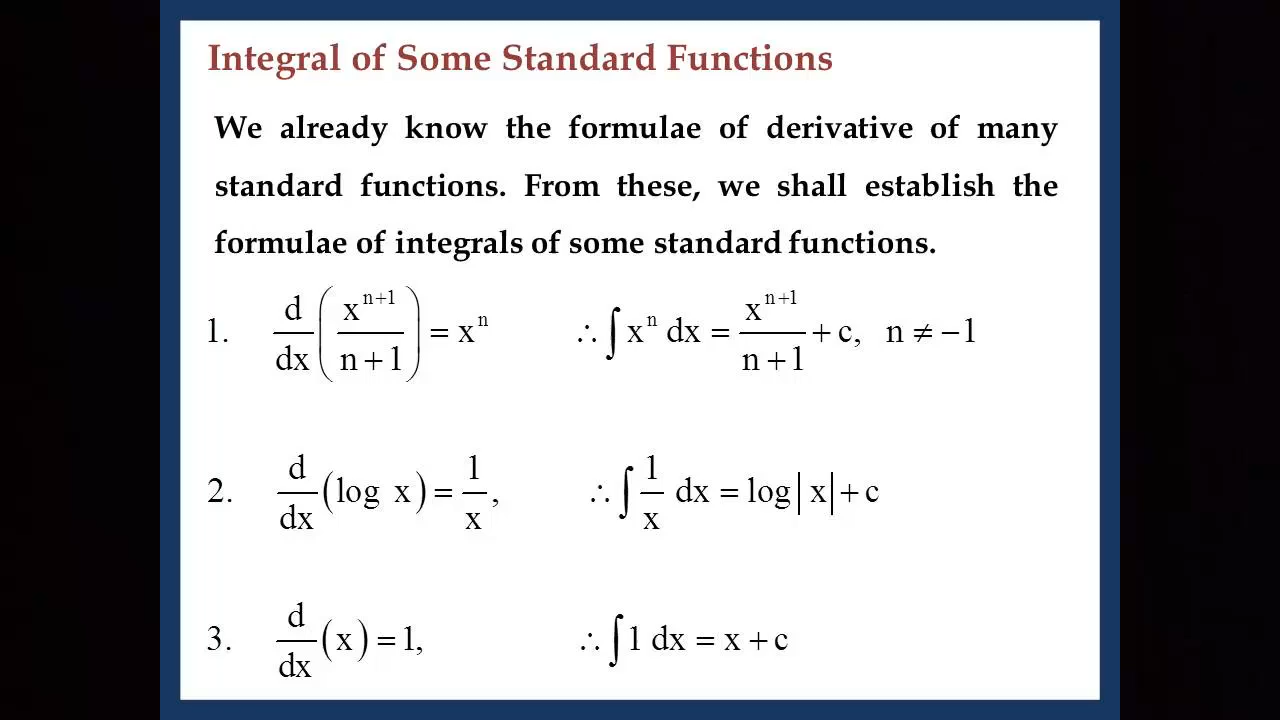 Integral of Some Standard Functions
We already know the formulae of derivative of many
standard functions. From these, we shall establish the
formulae of integrals of some standard functions.
1. d/dx (x^(n+1)/(n+1)) = x^n ∴ ∫ x^n dx = x^(n+1)/(n+1) + c, n ≠ −1
2. d/dx (log x) = 1/x, ∴ ∫ 1/x dx = log|x| + c
3. d/dx (x) = 1, ∴ ∫ 1 dx = x + c